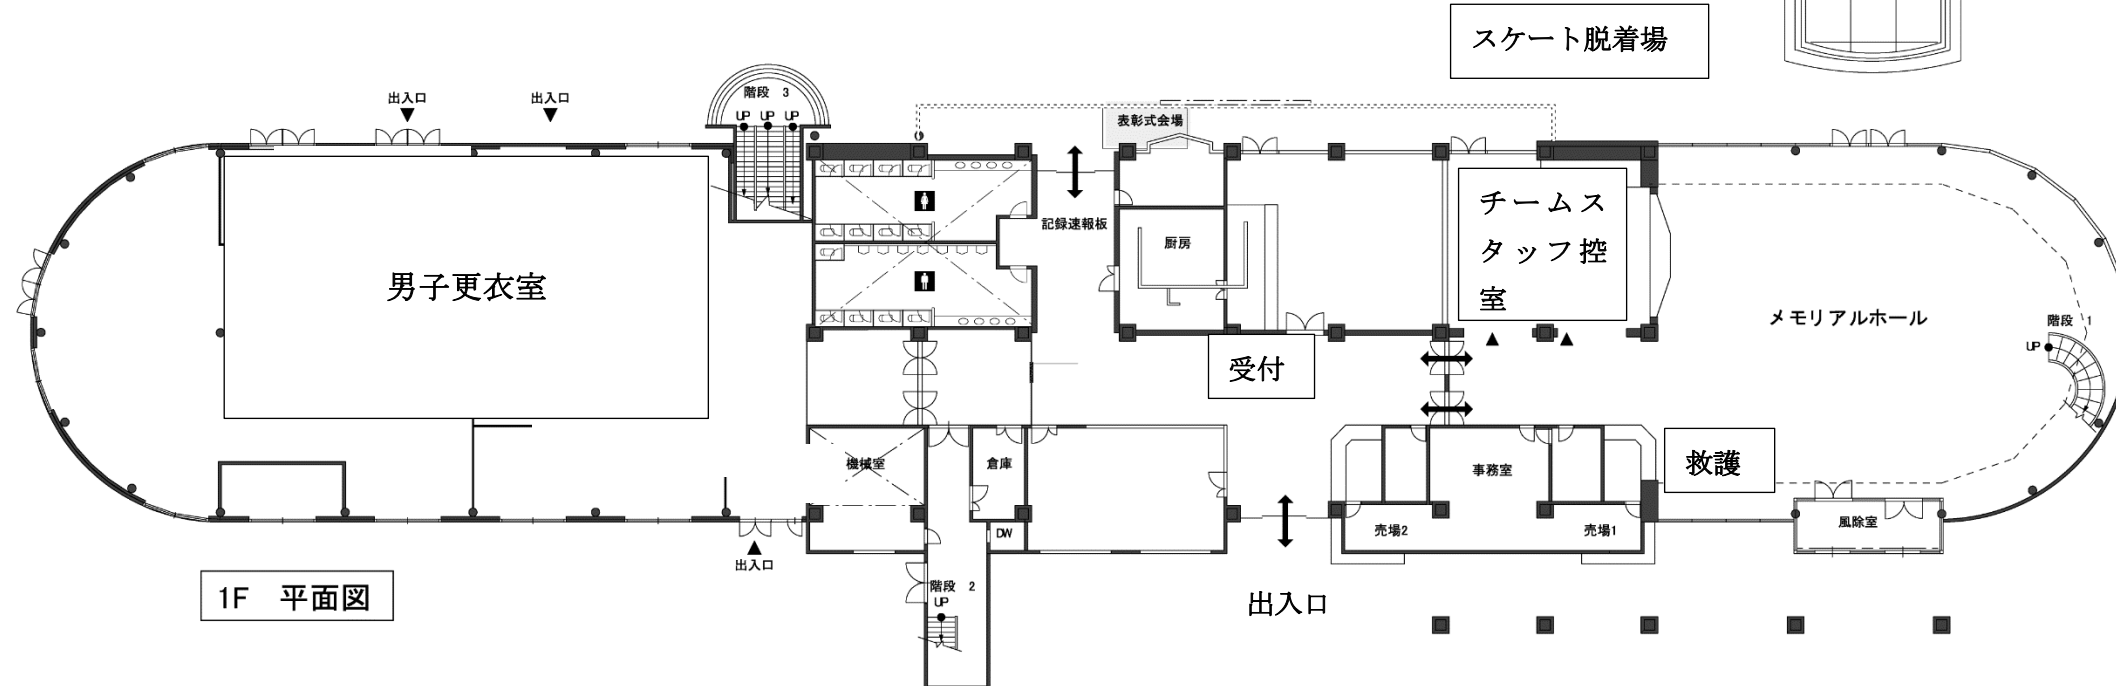 スケート脱着場
出入口
出入口
階段 3
UP
UP
UP
表彰式会場
記録速報板
厨房
チームス
タッフ控
室
男子更衣室
メモリアルホール
階段 1
UP
受付
機械室
倉庫
事務室
救護
DW
売場2
売場1
風除室
出入口
階段 2
UP
出入口
1F 平面図